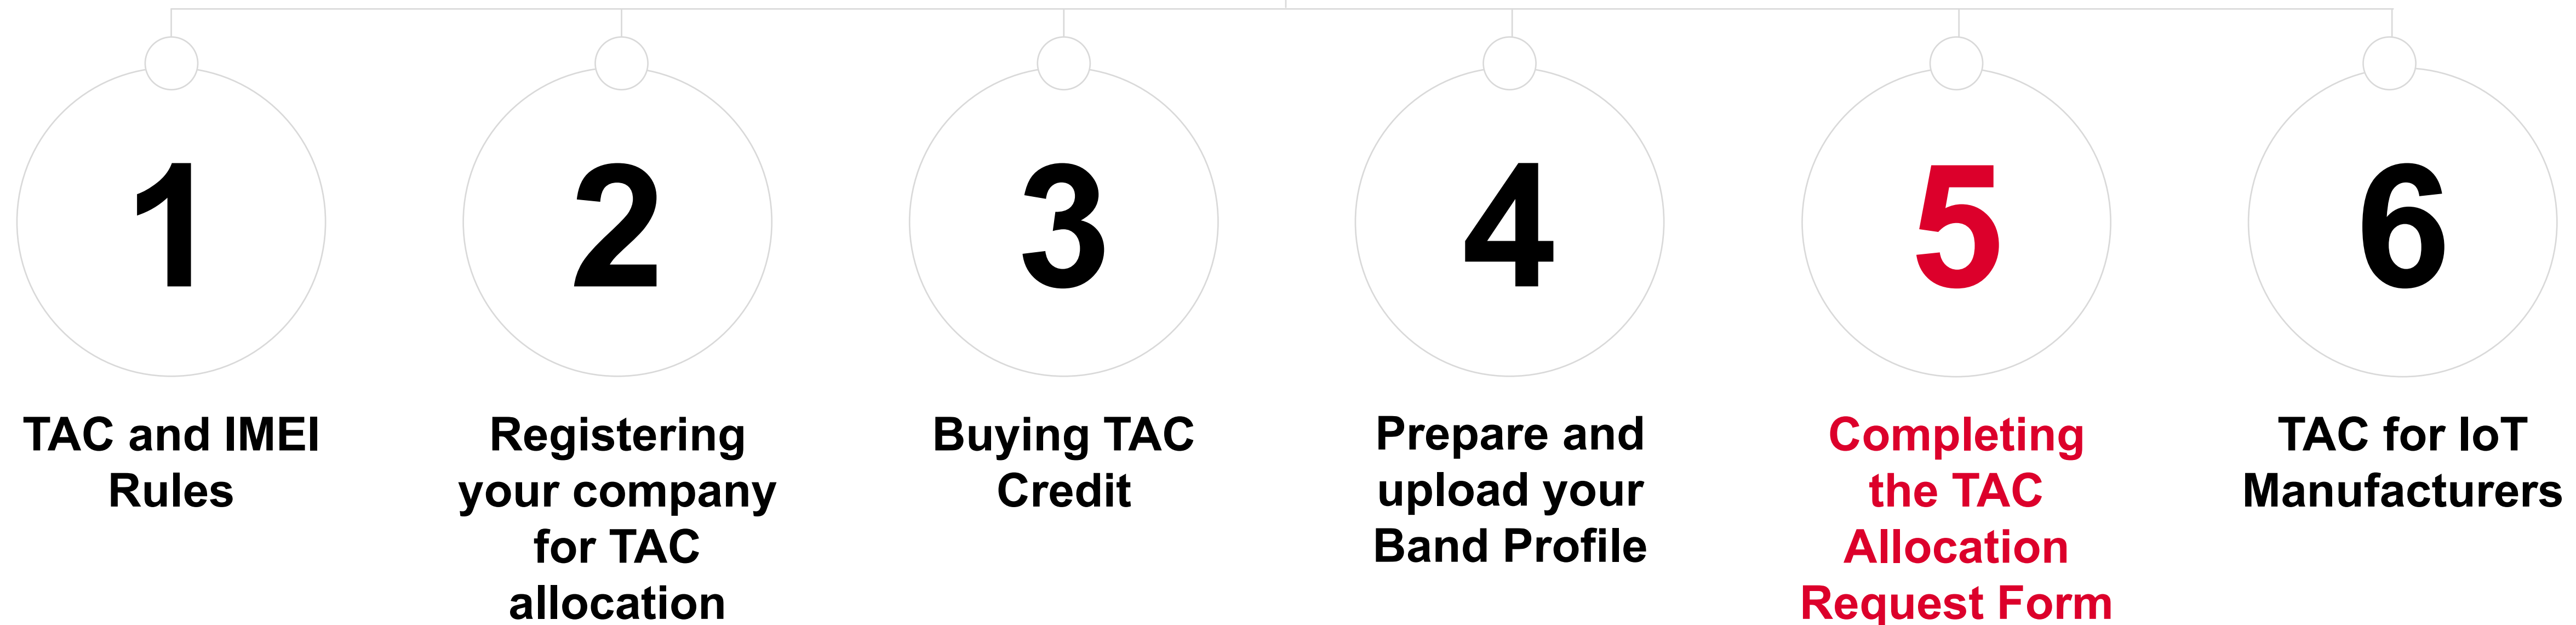 1
TAC and IMEI
Rules
2
Registering
your company
for TAC
allocation
3
Buying TAC
Credit
4
Prepare and
upload your
Band Profile
5
Completing
the TAC
Allocation
Request Form
6
TAC for IoT
Manufacturers